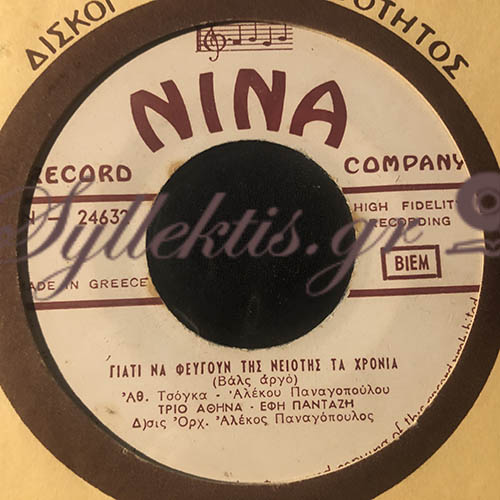 ΔΙΣΚΟΙ
ΟΤΗΤΟΣ
NINA
RECORD COMPANY
N - 24632
HIGH FIDELITY
RECORDING
BIEM
MADE IN GREECE
Syllektis.gr
ΓΙΑΤΙ ΝΑ ΦΕΥΓΟΥΝ ΤΗΣ ΝΕΙΟΤΗΣ ΤΑ ΧΡΟΝΙΑ
(Βάλς ἀργό)
Ἀθ. Τσόγκα - Ἀλέκου Παναγοπούλου
ΤΡΙΟ ΑΘΗΝΑ - ΕΦΗ ΠΑΝΤΑΖΗ
Δ)σις Ὀρχ. Ἀλέκος Παναγόπουλος